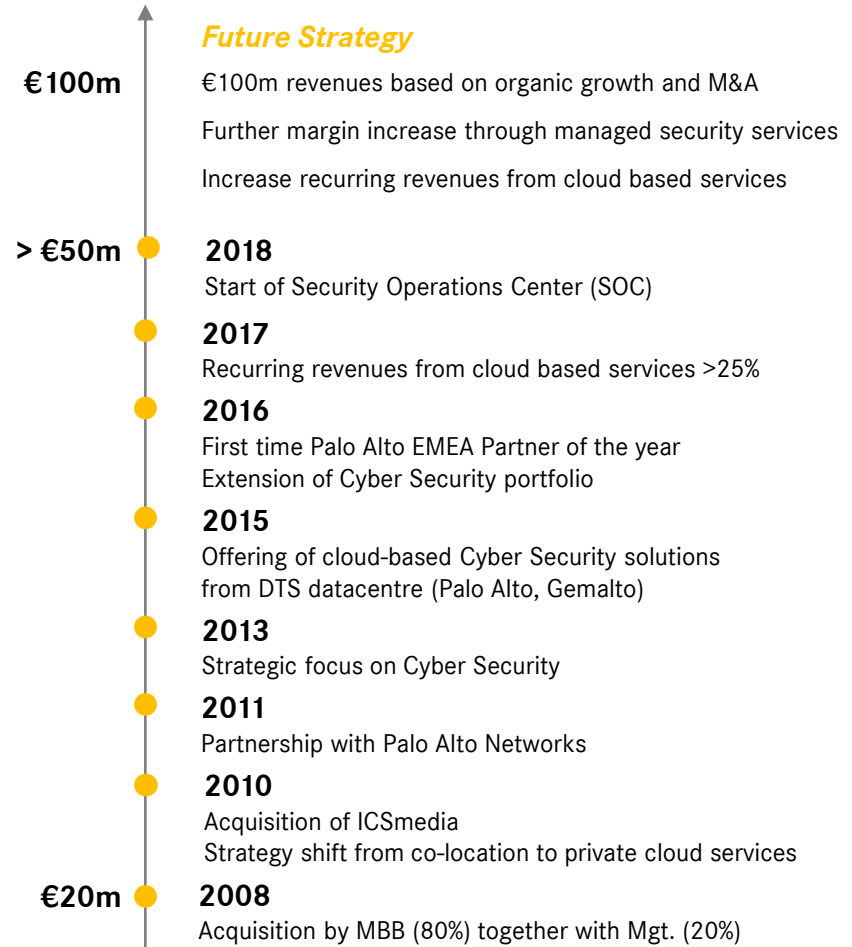 Future Strategy
€100m
€100m revenues based on organic growth and M&A
Further margin increase through managed security services
Increase recurring revenues from cloud based services
> €50m
2018
Start of Security Operations Center (SOC)
2017
Recurring revenues from cloud based services >25%
2016
First time Palo Alto EMEA Partner of the year
Extension of Cyber Security portfolio
2015
Offering of cloud-based Cyber Security solutions
from DTS datacentre (Palo Alto, Gemalto)
2013
Strategic focus on Cyber Security
2011
Partnership with Palo Alto Networks
2010
Acquisition of ICSmedia
Strategy shift from co-location to private cloud services
€20m
2008
Acquisition by MBB (80%) together with Mgt. (20%)